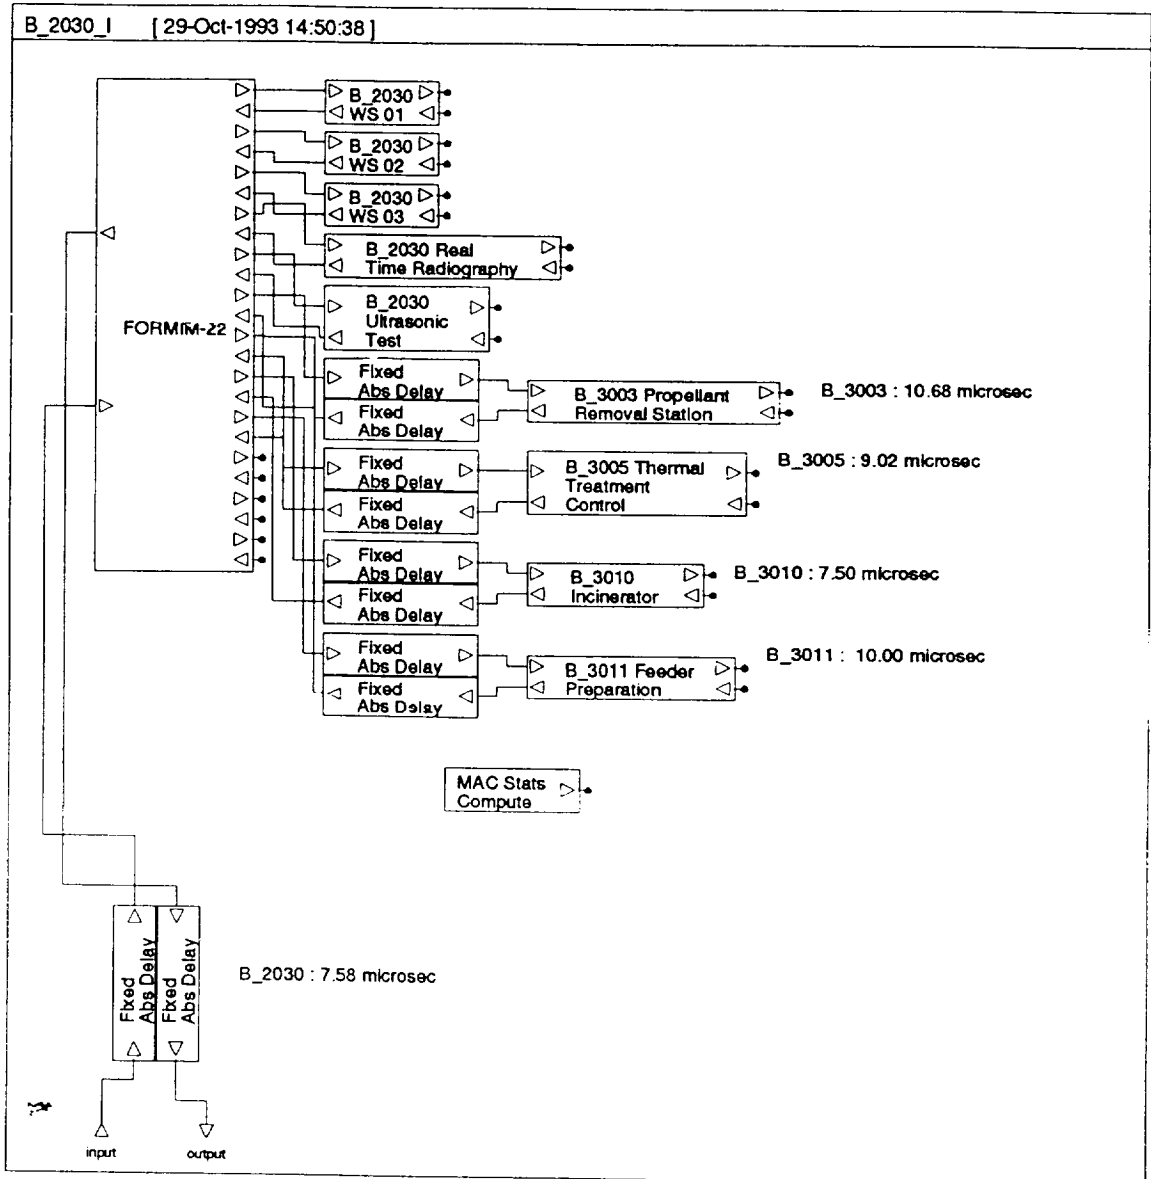 B_2030_I [ 29-Oct-1993 14:50:38 ]
B_2030
WS 01
B_2030
WS 02
B_2030
WS 03
B_2030 Real
Time Radiography
B_2030
Ultrasonic
Test
FORMIM-22
Fixed
Abs Delay
Fixed
Abs Delay
B_3003 Propellant
Removal Station
B_3003 : 10.68 microsec
Fixed
Abs Delay
Fixed
Abs Delay
B_3005 Thermal
Treatment
Control
B_3005 : 9.02 microsec
Fixed
Abs Delay
Fixed
Abs Delay
B_3010
Incinerator
B_3010 : 7.50 microsec
Fixed
Abs Delay
Fixed
Abs Delay
B_3011 Feeder
Preparation
B_3011 : 10.00 microsec
MAC Stats
Compute
Fixed
Abs Delay
Fixed
Abs Delay
B_2030 : 7.58 microsec
input
output